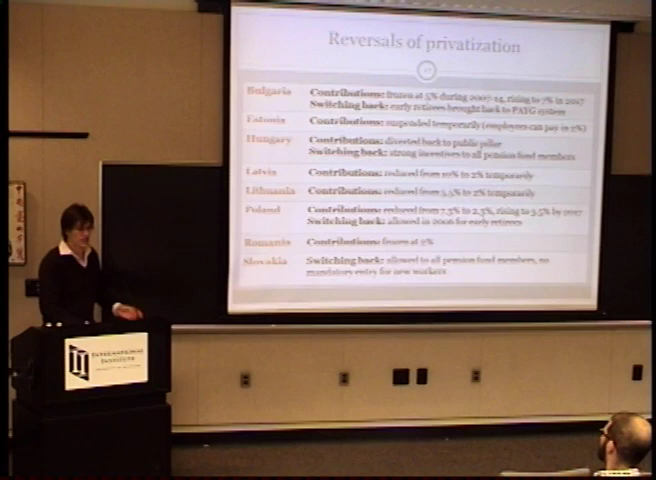 Reversals of privatization
Bulgaria Contributions: frozen at 5% during 2007-14, rising to 7% in 2017
Switching back: early retirees brought back to PAYG system
Estonia Contributions: suspended temporarily (employees can pay in 2%)
Hungary Contributions: diverted back to public pillar
Switching back: strong incentives to all pension fund members
Latvia Contributions: reduced from 10% to 2% temporarily
Lithuania Contributions: reduced from 5.5% to 2% temporarily
Poland Contributions: reduced from 7.3% to 2.3%, rising to 3.5% by 2017
Switching back: allowed in 2006 for early retirees
Romania Contributions: frozen at 2%
Slovakia Switching back: allowed to all pension fund members, no
mandatory entry for new workers
INTERNATIONAL
INSTITUTE